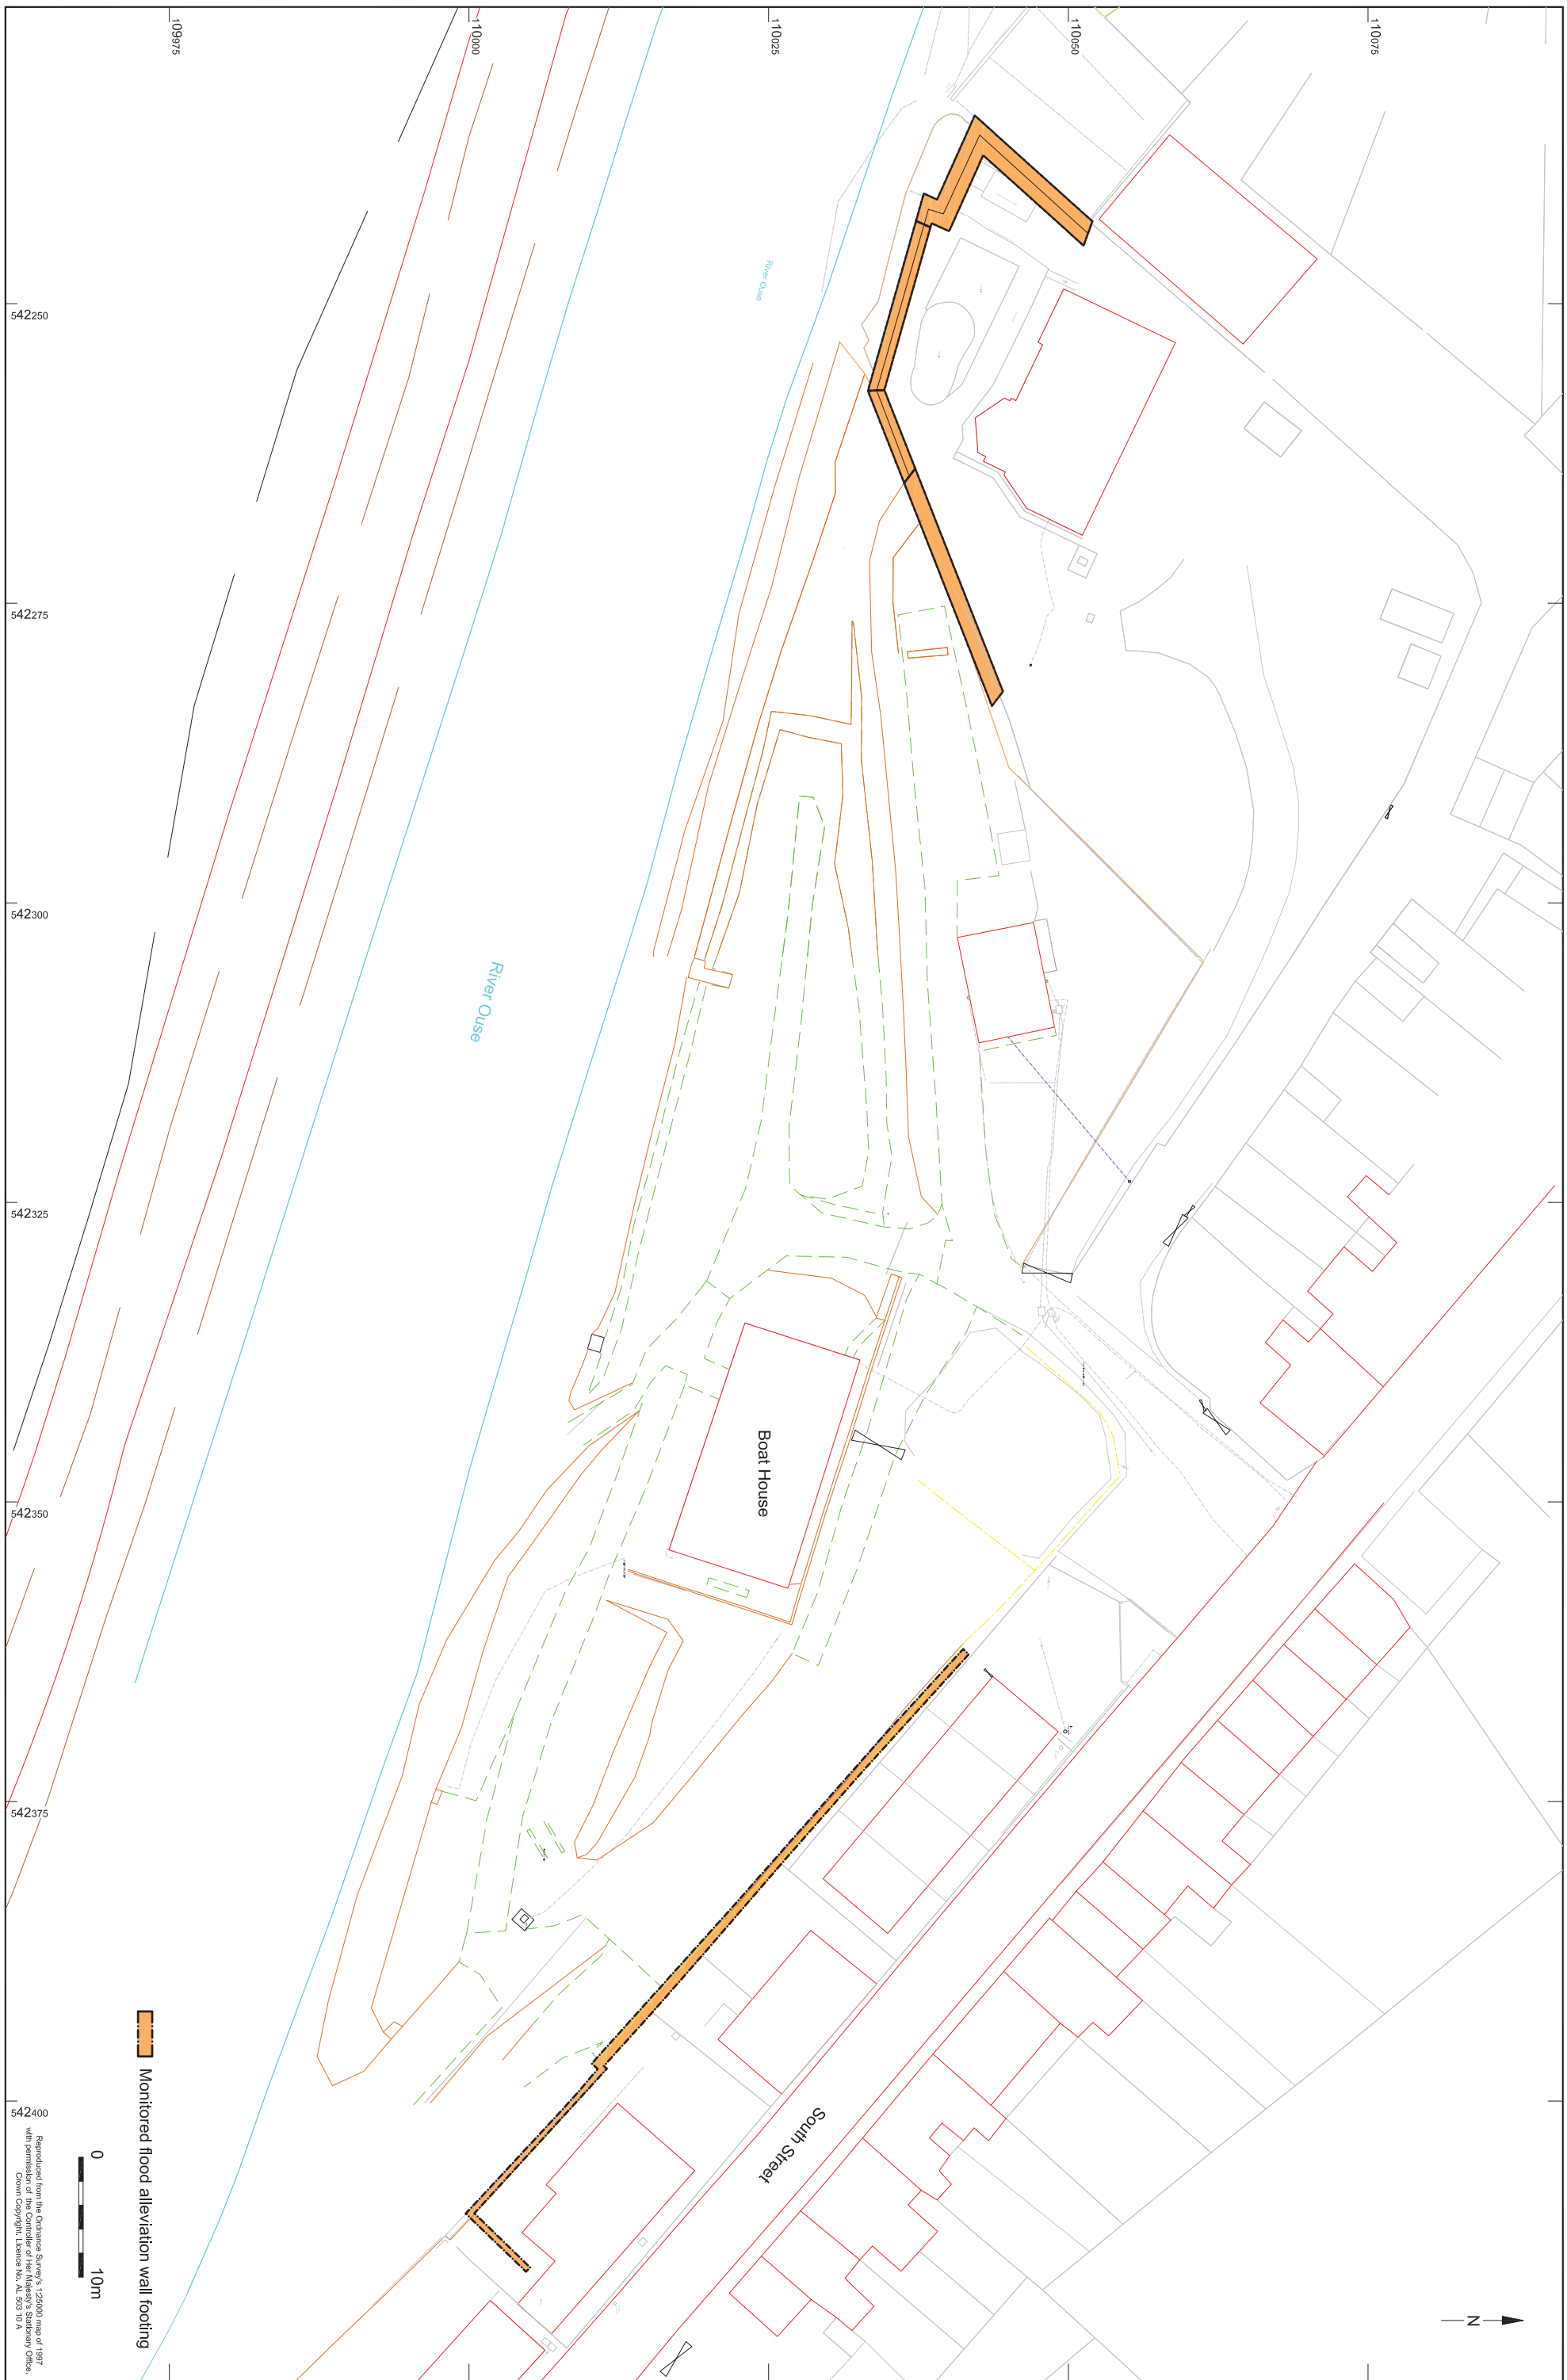 109975
110000
110025
110050
110075
542250
542275
542300
542325
542350
542375
542400
River Ouse
River Ouse
Boat House
South Street
Monitored flood alleviation wall footing
0
10m
N
Reproduced from the Ordnance Survey's 1:25000 map of 1997
with permission of the Controller of Her Majesty's Stationary Office.
Crown Copyright. Licence No. AL 503 10 A